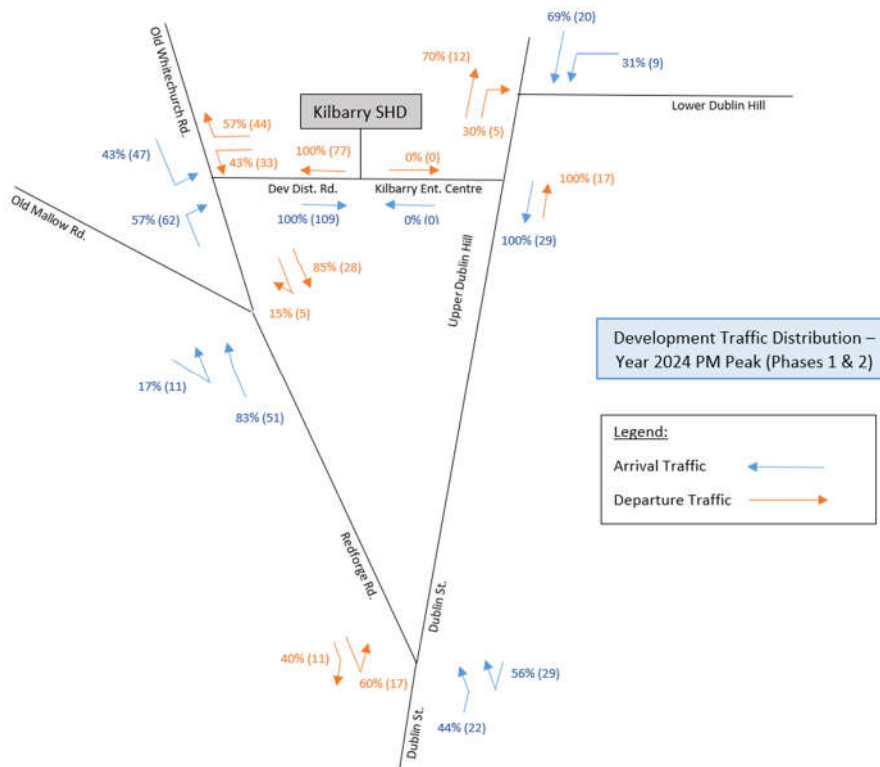 69% (20)
31% (9)
70% (12)
30% (5)
Lower Dublin Hill
Old Whitechurch Rd.
Kilbarry SHD
57% (44)
43% (33)
100% (77)
0% (0)
43% (47)
57% (62)
Dev Dist. Rd.
Kilbarry Ent. Centre
100% (109)
0% (0)
100% (17)
100% (29)
Old Mallow Rd.
Upper Dublin Hill
85% (28)
15% (5)
17% (11)
83% (51)
Development Traffic Distribution –
Year 2024 PM Peak (Phases 1 & 2)
Legend:
Arrival Traffic
Departure Traffic
Redforge Rd.
Dublin St.
40% (11)
60% (17)
56% (29)
44% (22)
Dublin St.